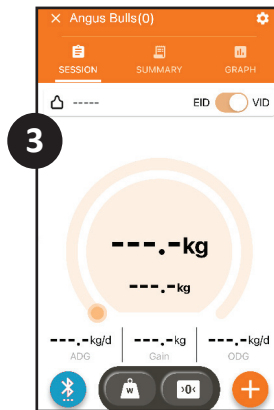 Angus Bulls(0)
SESSION SUMMARY GRAPH
----- EID VID
3
---.-kg
---.-kg
---.-kg/d ---.-kg ---.-kg/d
ADG Gain ODG
W >0<